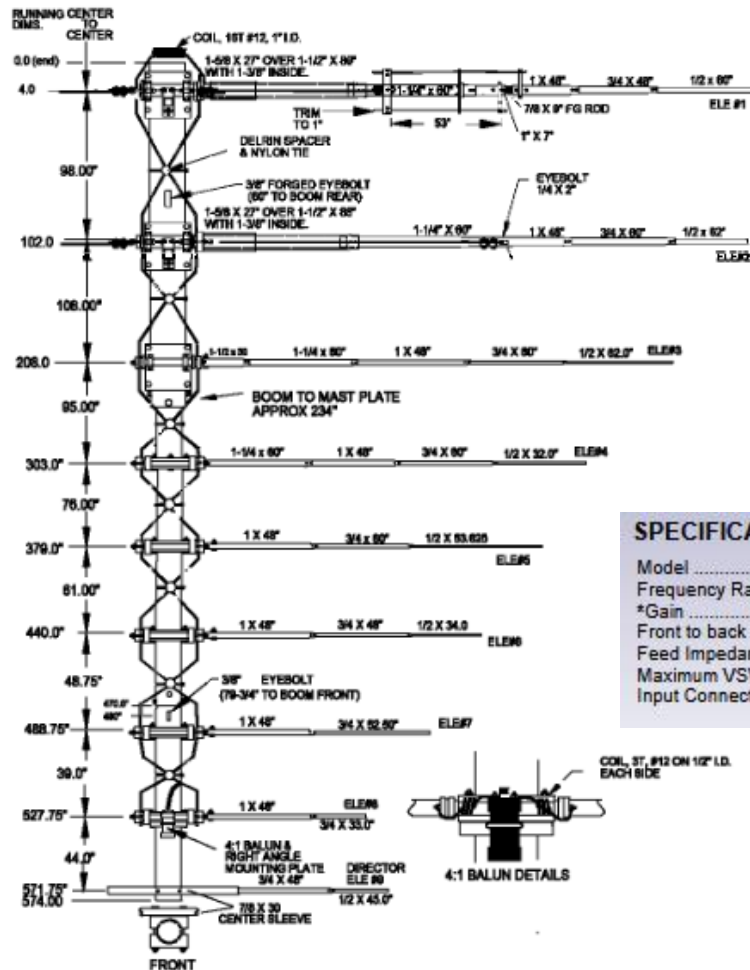 RUNNING CENTER
DIMS. TO
CENTER
COIL, 16T #12, 1" I.D.
0.0 (end)
1-5/8 X 27" OVER 1-1/2" X 89"
WITH 1-3/8" INSIDE.
4.0
1-1/4" x 60"
1 X 48"
3/4 X 48"
1/2 x 60"
ELE #1
TRIM
TO 1"
53"
7/8 X 9" FG ROD
1" X 7"
DELRIN SPACER
& NYLON TIE
98.00"
3/8" FORGED EYEBOLT
(60" TO BOOM REAR)
EYEBOLT
1/4 X 2"
1-5/8 X 27" OVER 1-1/2" X 88"
WITH 1-3/8" INSIDE.
102.0
1-1/4" X 60"
1 X 48"
3/4 X 60"
1/2 x 62"
ELE#2
106.00"
208.0
1-1/2 x 30
1-1/4 x 60"
1 X 48"
3/4 X 60"
1/2 X 62.0"
ELE#3
BOOM TO MAST PLATE
APPROX 234"
95.00"
303.0"
1-1/4 x 60"
1 X 48"
3/4 X 60"
1/2 X 32.0"
ELE#4
76.00"
379.0"
1 X 48"
3/4 x 60"
1/2 X 53.625
ELE#5
61.00"
440.0"
1 X 48"
3/4 X 48"
1/2 X 34.0
ELE#6
48.75"
3/8" EYEBOLT
(79-3/4" TO BOOM FRONT)
488.75"
1 X 48"
3/4 X 62.60"
ELE#7
39.0"
527.75"
1 X 48"
3/4 X 33.0"
COIL, 3T, #12 ON 1/2" I.D.
EACH SIDE
4:1 BALUN DETAILS
44.0"
4:1 BALUN &
RIGHT ANGLE
MOUNTING PLATE
DIRECTOR
ELE #9
3/4 X 48"
1/2 X 45.0"
571.75"
574.00
7/8 X 30
CENTER SLEEVE
FRONT
SPECIFICA
Model
Frequency Ra
*Gain
Front to back
Feed Impedan
Maximum VSV
Input Connect